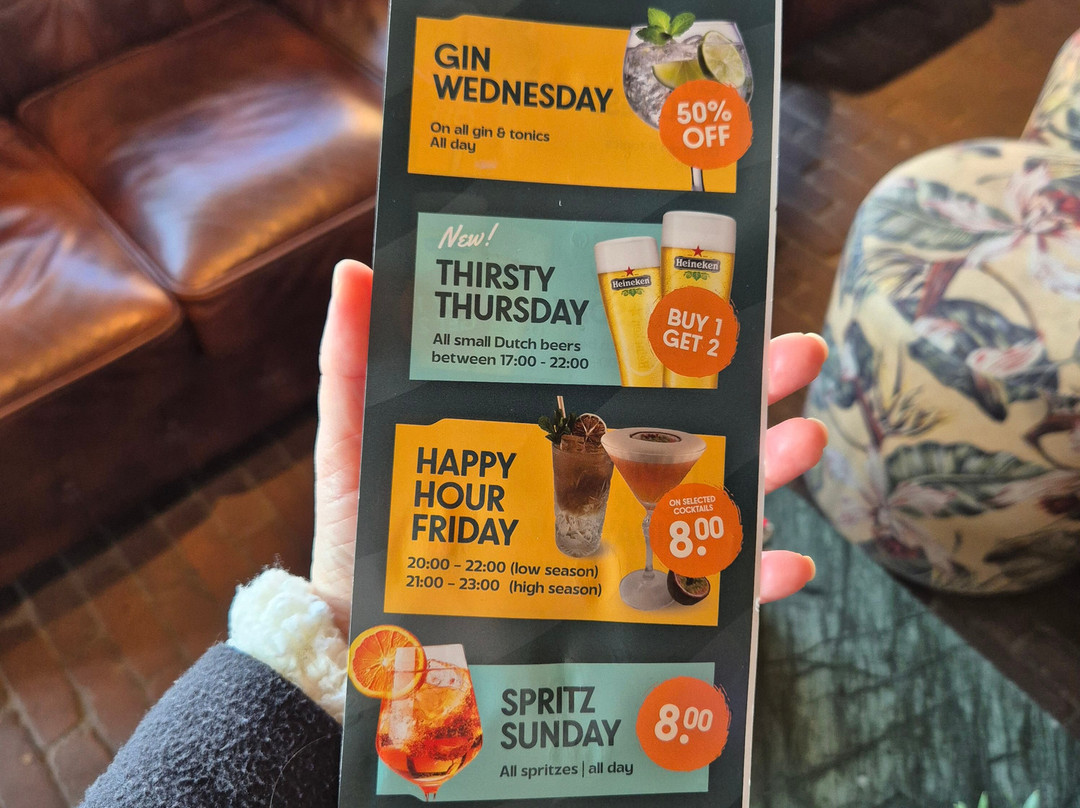 GIN
WEDNESDAY
On all gin & tonics
All day
50%
OFF
New!
THIRSTY
THURSDAY
All small Dutch beers
between 17:00 - 22:00
Heineken
Heineken
BUY 1
GET 2
HAPPY
HOUR
FRIDAY
20:00 - 22:00 (low season)
21:00 - 23:00 (high season)
ON SELECTED
COCKTAILS
8.00
SPRITZ
SUNDAY
All spritzes | all day
8.00